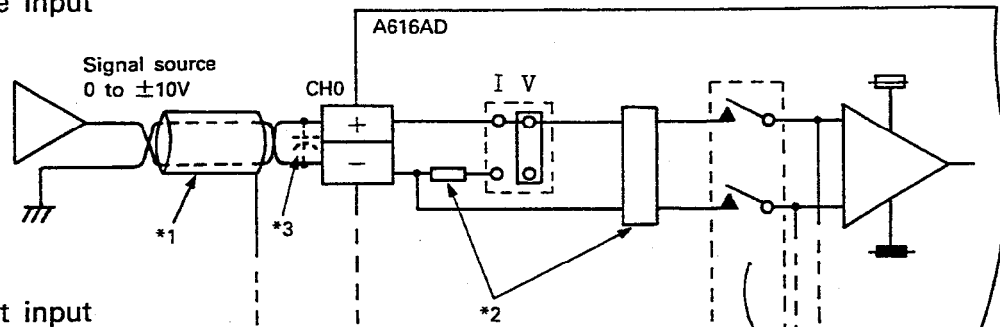 e input
A616AD
Signal source
0 to ±10V
CH0
I V
+
−
*1
*3
*2
t input